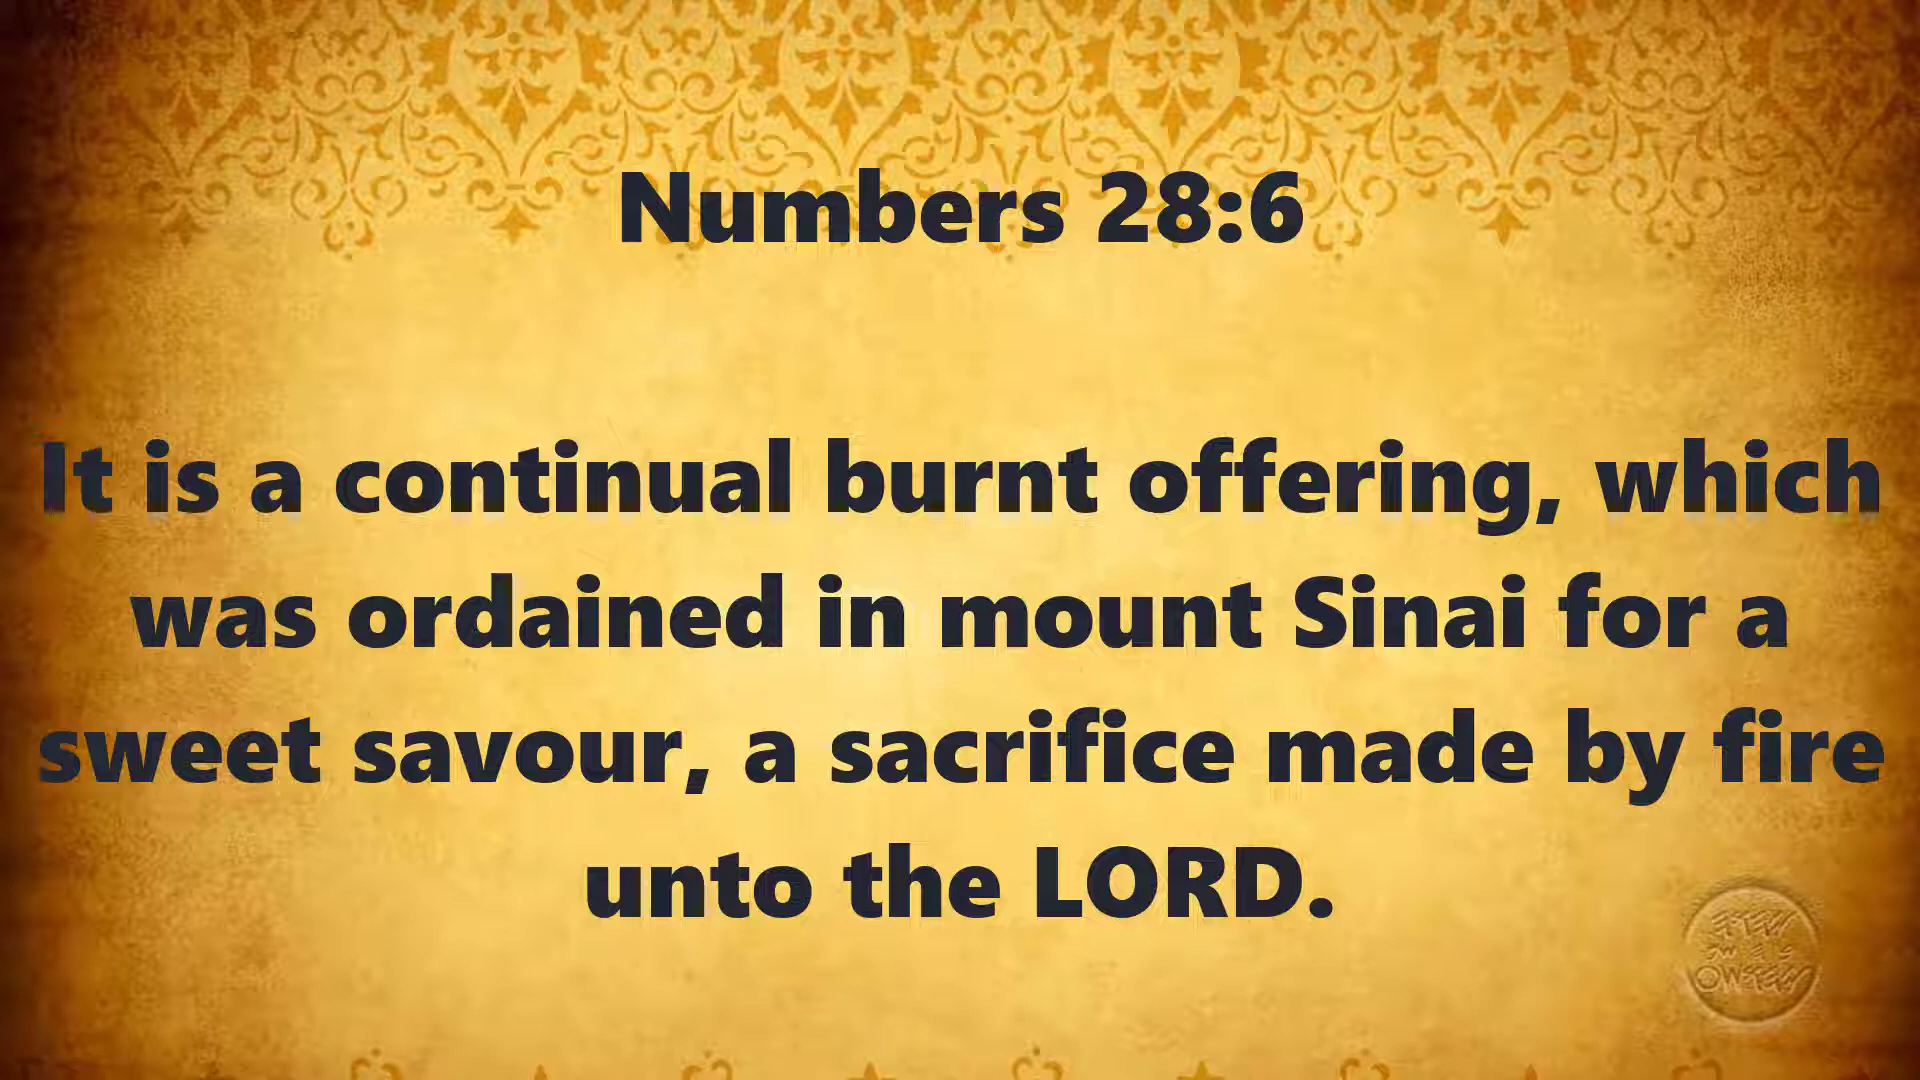 Numbers 28:6
It is a continual burnt offering, which
was ordained in mount Sinai for a
sweet savour, a sacrifice made by fire
unto the LORD.